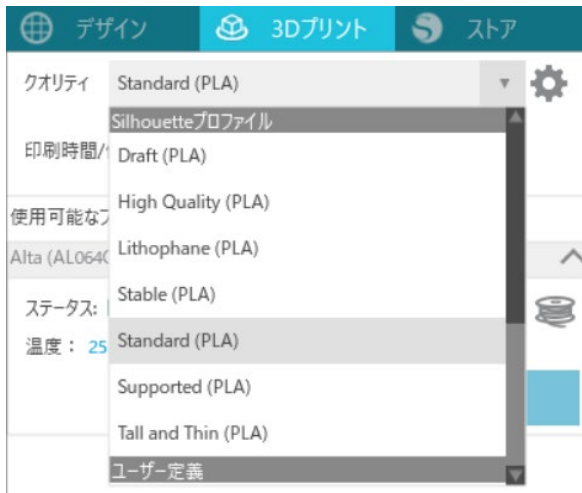 デザイン 3Dプリント ストア
クオリティ Standard (PLA)
Silhouetteプロファイル
印刷時間/
Draft (PLA)
High Quality (PLA)
使用可能な
Lithophane (PLA)
Alta (AL064
Stable (PLA)
ステータス:
Standard (PLA)
温度： 25
Supported (PLA)
Tall and Thin (PLA)
ユーザー定義